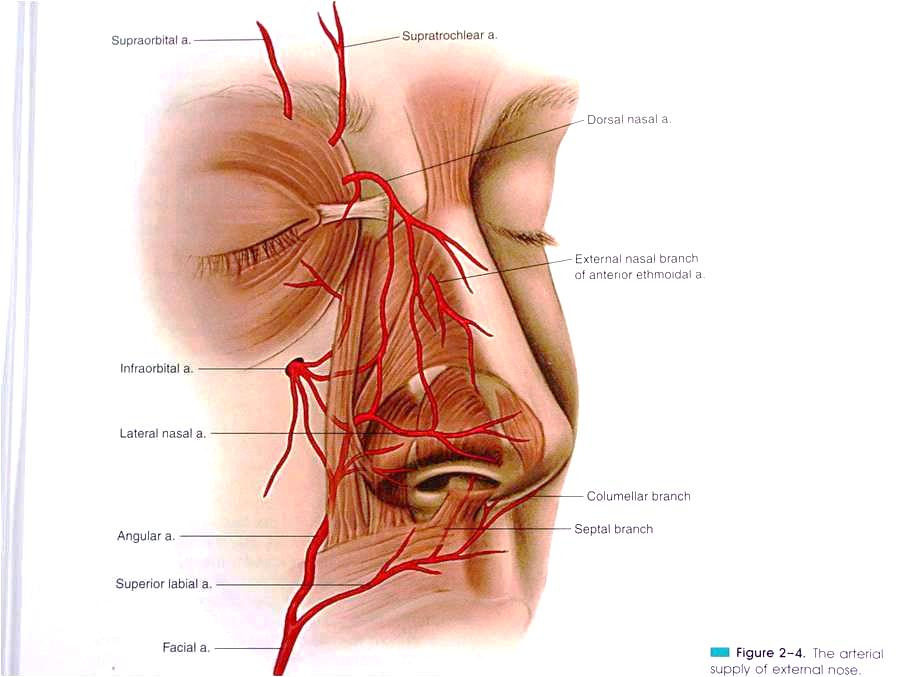 Supraorbital a.
Supratrochlear a.
Dorsal nasal a.
External nasal branch
of anterior ethmoidal a.
Infraorbital a.
Lateral nasal a.
Columellar branch
Septal branch
Angular a.
Superior labial a.
Facial a.
Figure 2–4. The arterial
supply of external nose.